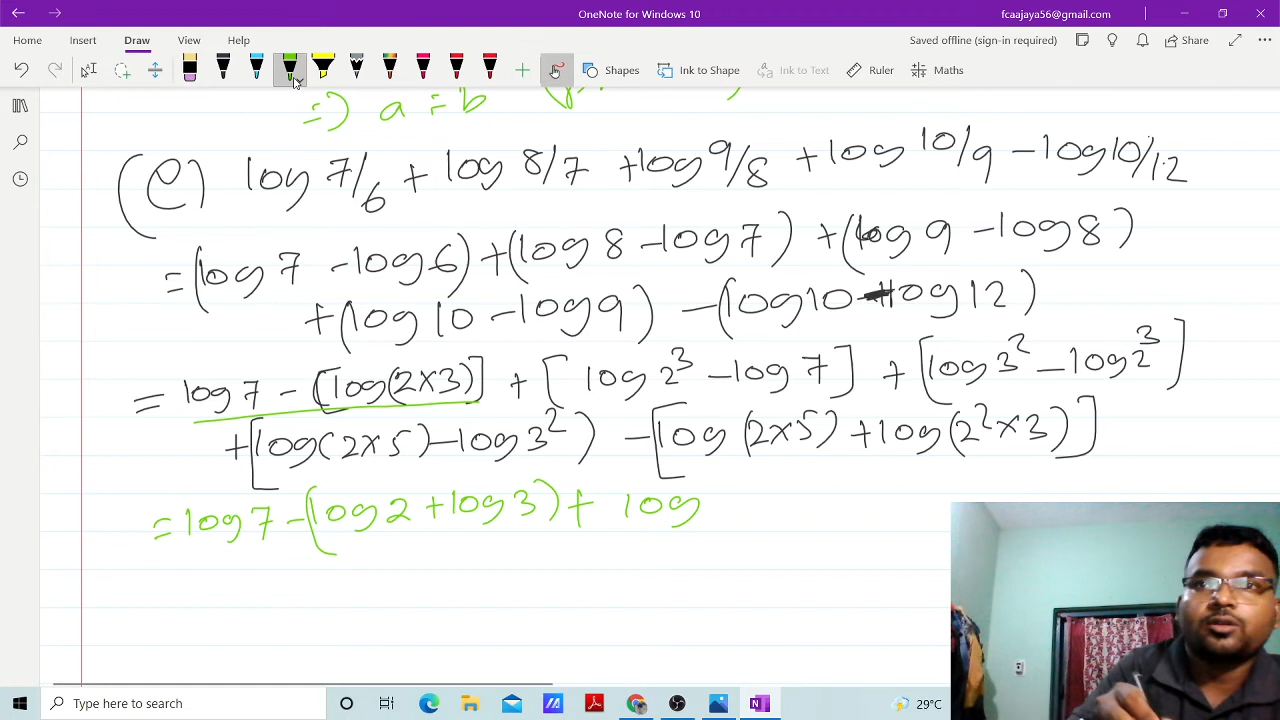 OneNote for Windows 10
fcaajaya56@gmail.com
Home Insert Draw View Help
Saved offline (sign-in required)
Share
Shapes Ink to Shape Ink to Text Ruler Maths
=> a = b
(e) log 7/6 + log 8/7 + log 9/8 + log 10/9 - log 10/12
= (log 7 - log 6) + (log 8 - log 7) + (log 9 - log 8)
+ (log 10 - log 9) - (log 10 - log 12)
= log 7 - [log(2×3)] + [log 2³ - log 7] + [log 3² - log 2³]
+ [log(2×5) - log 3²) - [log (2×5) + log (2²×3)]
= log 7 - (log 2 + log 3) + log
Type here to search
29°C